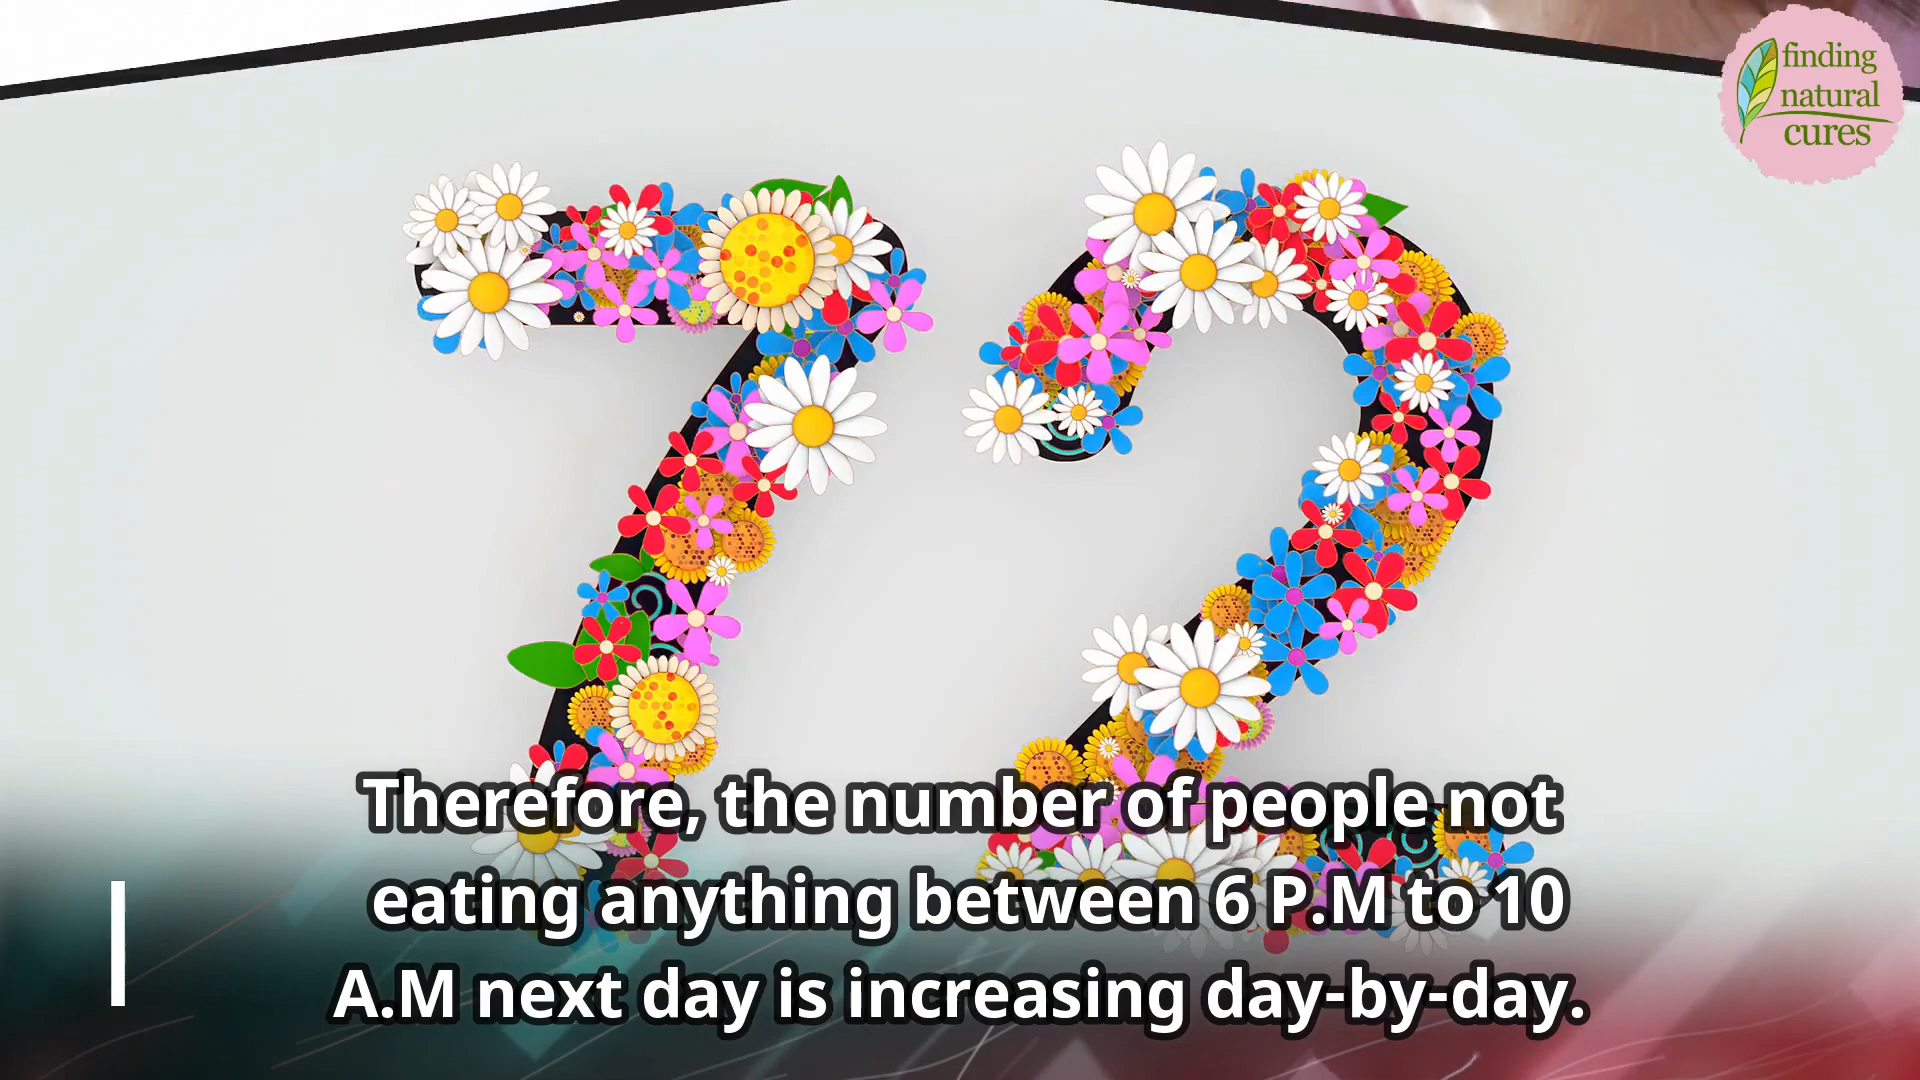 finding
natural
cures
72
Therefore, the number of people not
eating anything between 6 P.M to 10
A.M next day is increasing day-by-day.